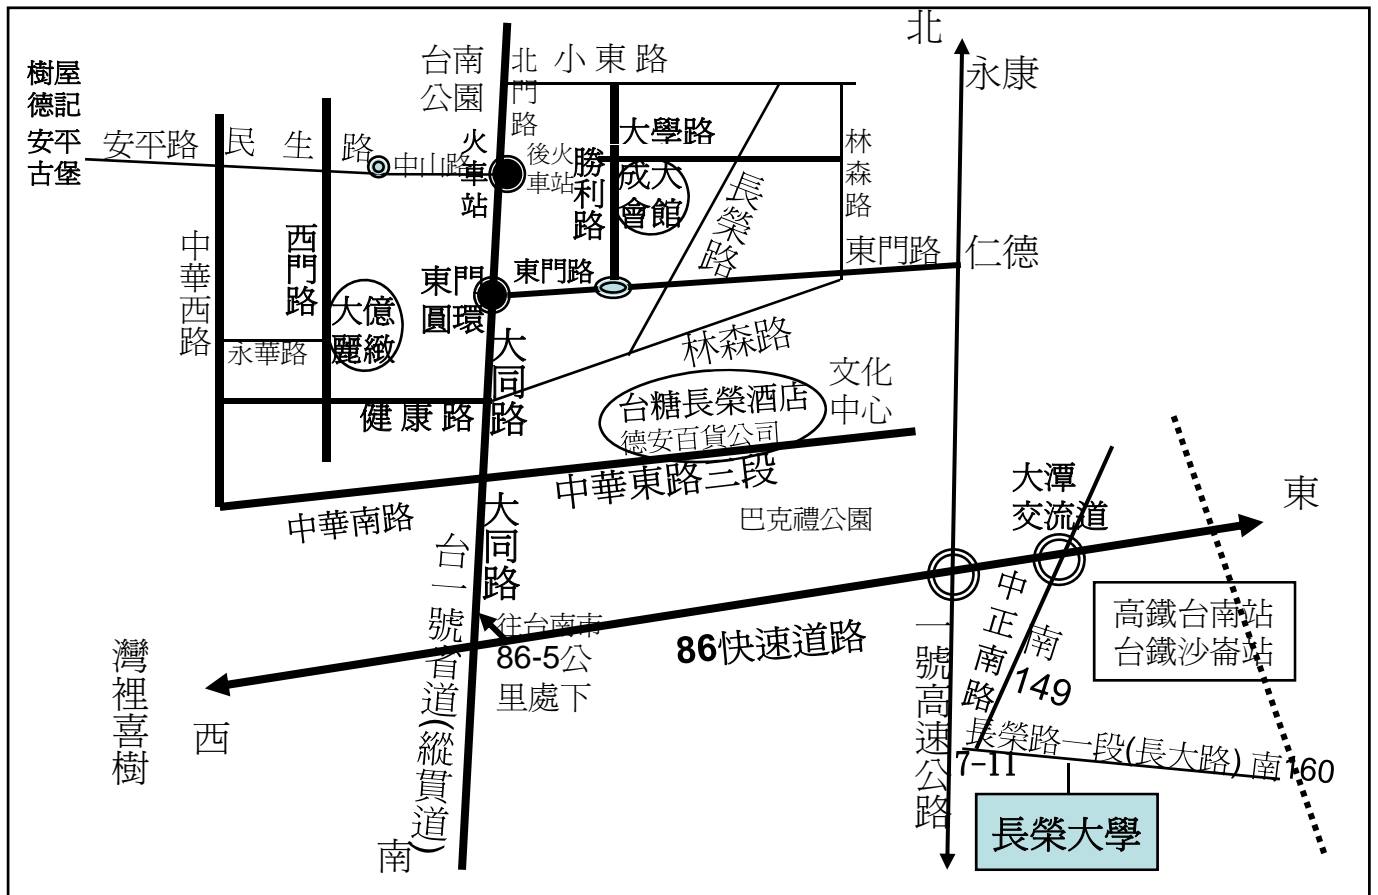 北
台南
公園
北門路
小東路
永康
樹屋
德記
安平
古堡
安平路
民生路
中山路
火車站
後火
車站
大學路
勝利路
成大
會館
長榮路
林森路
中華西路
西門路
東門
圓環
東門路
東門路
仁德
大億
麗緻
永華路
大同路
林森路
文化
中心
健康路
台糖長榮酒店
德安百貨公司
中華東路三段
中華南路
大同路
巴克禮公園
大潭
交流道
東
台一號省道(縱貫道)
往台南市
86-5公
里處下
86快速道路
中正南路
南149
高鐵台南站
台鐵沙崙站
灣裡喜樹
西
一號高速公路
長榮路一段(長大路)南160
7-11
長榮大學
南